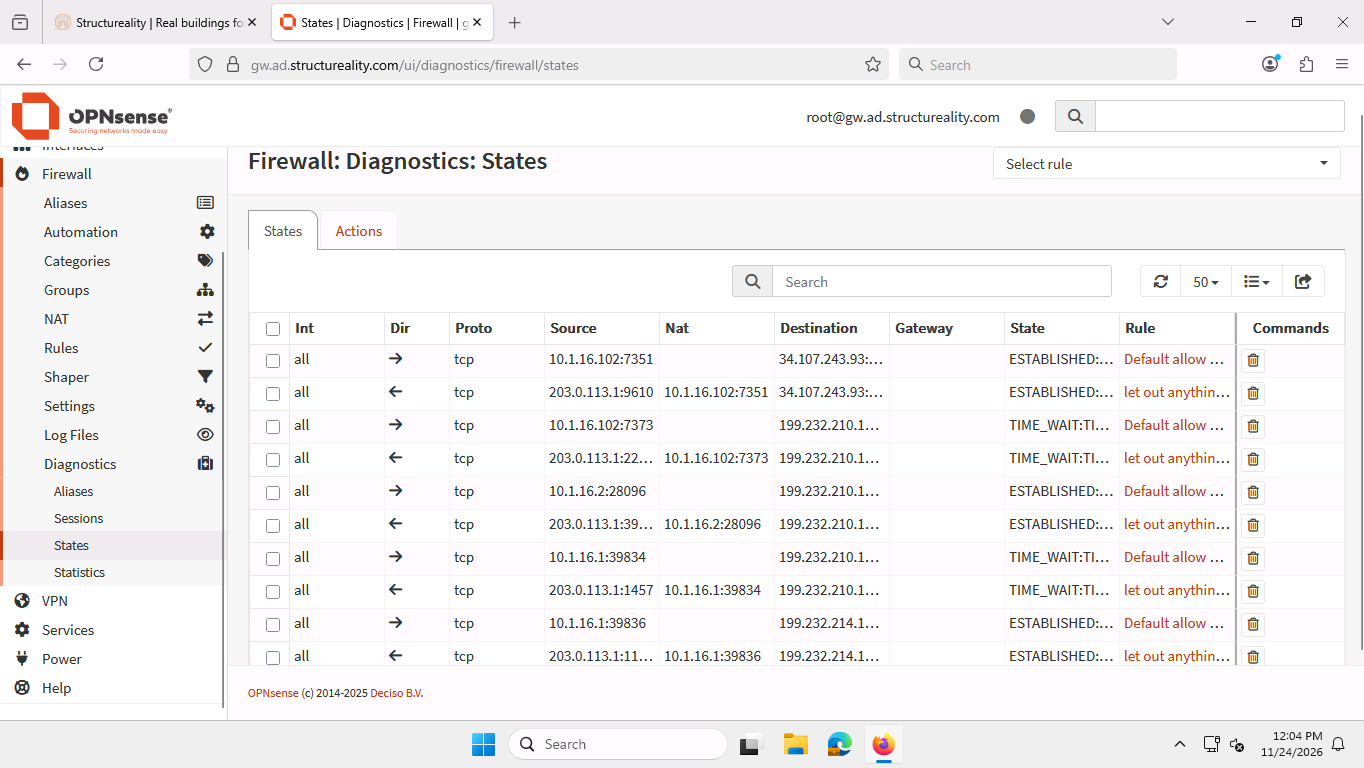 Structureality | Real buildings fo
States | Diagnostics | Firewall | g
gw.ad.structureality.com/ui/diagnostics/firewall/states
Search
OPNsense
Securing networks made easy
root@gw.ad.structureality.com
Interfaces
Firewall
Aliases
Automation
Categories
Groups
NAT
Rules
Shaper
Settings
Log Files
Diagnostics
Aliases
Sessions
States
Statistics
VPN
Services
Power
Help
Firewall: Diagnostics: States
Select rule
States Actions
Search
50
Int Dir Proto Source Nat Destination Gateway State Rule Commands
all tcp 10.1.16.102:7351 34.107.243.93:... ESTABLISHED:... Default allow ...
all tcp 203.0.113.1:9610 10.1.16.102:7351 34.107.243.93:... ESTABLISHED:... let out anythin...
all tcp 10.1.16.102:7373 199.232.210.1... TIME_WAIT:TI... Default allow ...
all tcp 203.0.113.1:22... 10.1.16.102:7373 199.232.210.1... TIME_WAIT:TI... let out anythin...
all tcp 10.1.16.2:28096 199.232.210.1... ESTABLISHED:... Default allow ...
all tcp 203.0.113.1:39... 10.1.16.2:28096 199.232.210.1... ESTABLISHED:... let out anythin...
all tcp 10.1.16.1:39834 199.232.210.1... TIME_WAIT:TI... Default allow ...
all tcp 203.0.113.1:1457 10.1.16.1:39834 199.232.210.1... TIME_WAIT:TI... let out anythin...
all tcp 10.1.16.1:39836 199.232.214.1... ESTABLISHED:... Default allow ...
all tcp 203.0.113.1:11... 10.1.16.1:39836 199.232.214.1... ESTABLISHED:... let out anythin...
OPNsense (c) 2014-2025 Deciso B.V.
Search
12:04 PM
11/24/2026